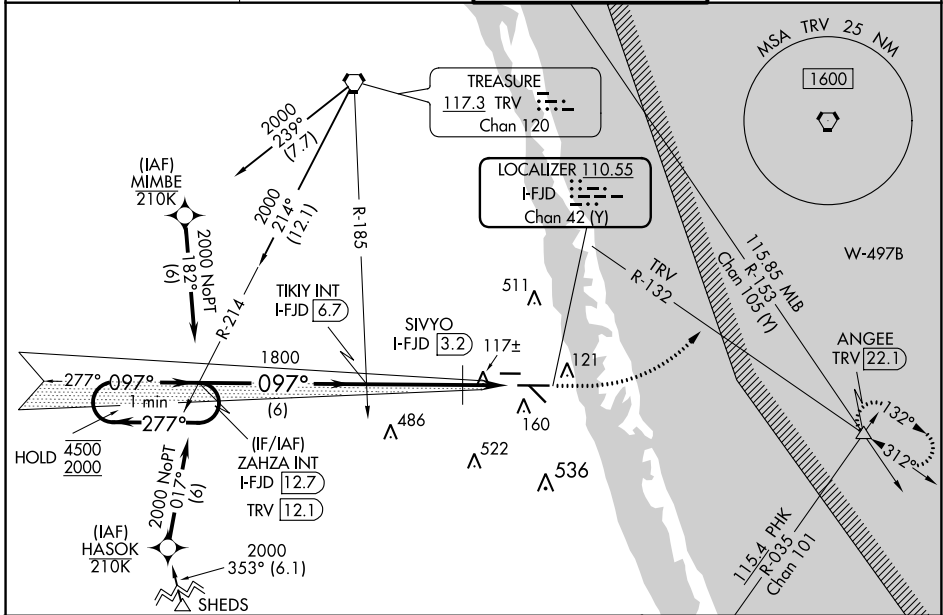 MSA TRV 25 NM
1600
TREASURE
117.3 TRV
Chan 120
LOCALIZER 110.55
I-FJD
Chan 42 (Y)
2000
239°
(7.7)
(IAF)
MIMBE
210K
2000
214°
(12.1)
R-185
2000 NoPT
182°
(6)
R-214
TIKIY INT
I-FJD 6.7
SIVYO
I-FJD 3.2
117±
511
121
TRV
R-132
115.85 MLB
R-153
Chan 105 (Y)
W-497B
ANGEE
TRV 22.1
1800
277°
097°
097°
1 min
(6)
277°
HOLD
4500
2000
(IF/IAF)
ZAHZA INT
I-FJD 12.7
TRV 12.1
486
522
160
536
132°
312°
2000 NoPT
017°
(6)
(IAF)
HASOK
210K
2000
353° (6.1)
SHEDS
115.4 PHK
R-035
Chan 101